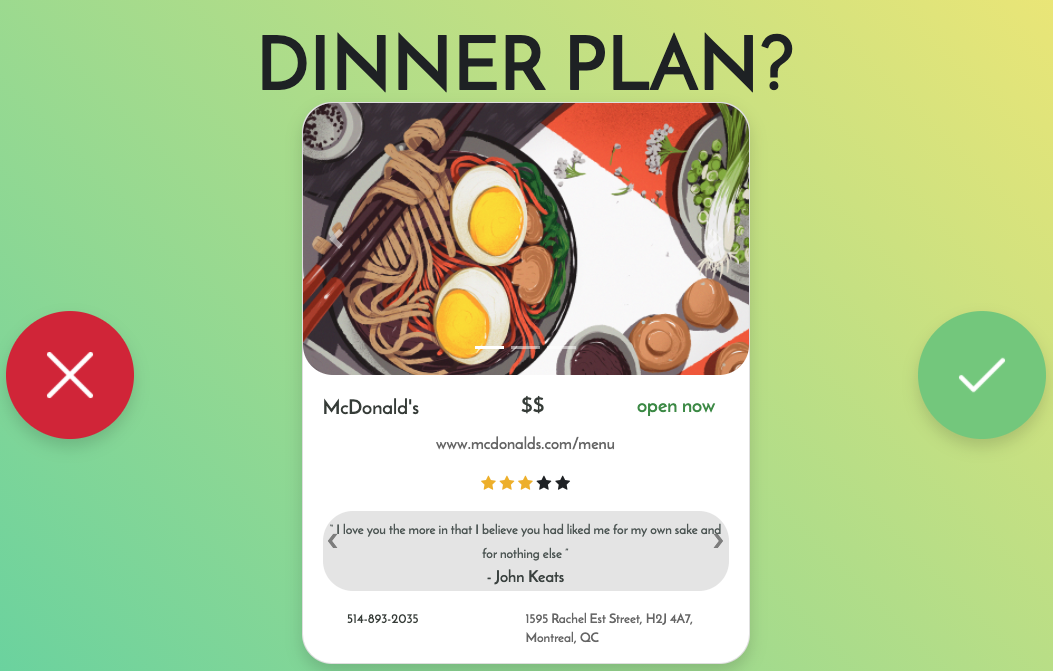 DINNER PLAN?
McDonald's $$ open now
www.mcdonalds.com/menu
" I love you the more in that I believe you had liked me for my own sake and
for nothing else "
- John Keats
514-893-2035
1595 Rachel Est Street, H2J 4A7,
Montreal, QC